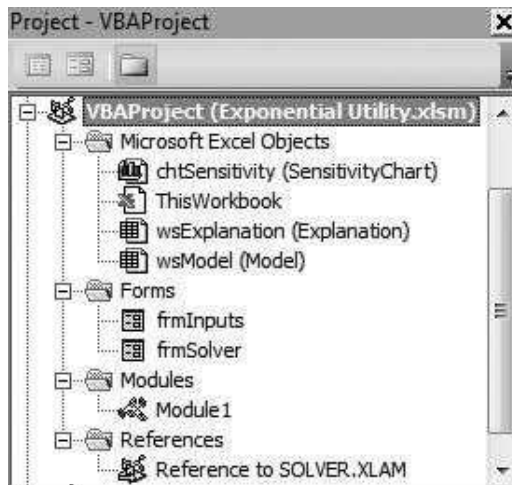 Project - VBAProject
VBAProject (Exponential Utility.xlsm)
Microsoft Excel Objects
chtSensitivity (SensitivityChart)
ThisWorkbook
wsExplanation (Explanation)
wsModel (Model)
Forms
frmInputs
frmSolver
Modules
Module1
References
Reference to SOLVER.XLAM